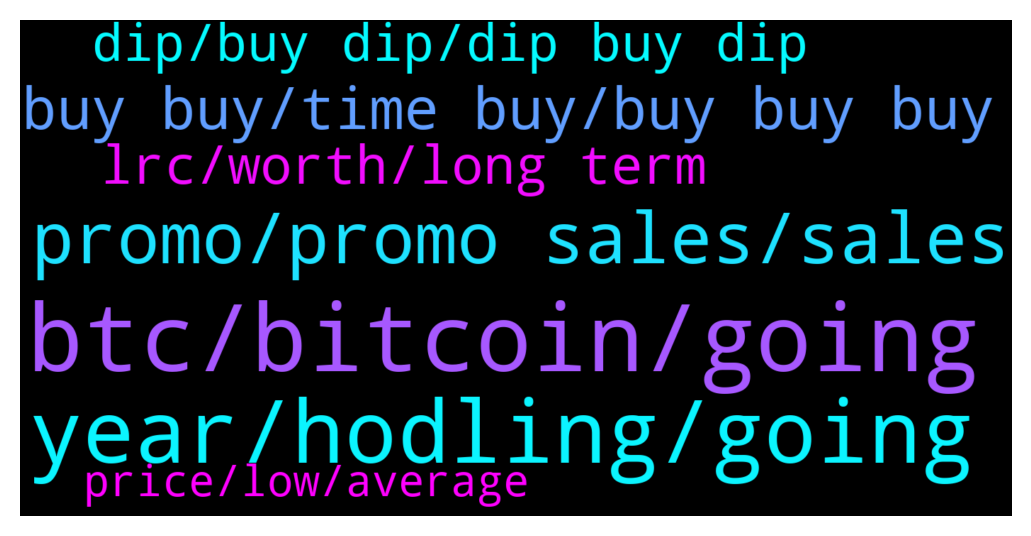 dip/buy dip/dip buy dip
buy buy/time buy/buy buy buy
lrc/worth/long term
promo/promo sales/sales
btc/bitcoin/going
year/hodling/going
price/low/average